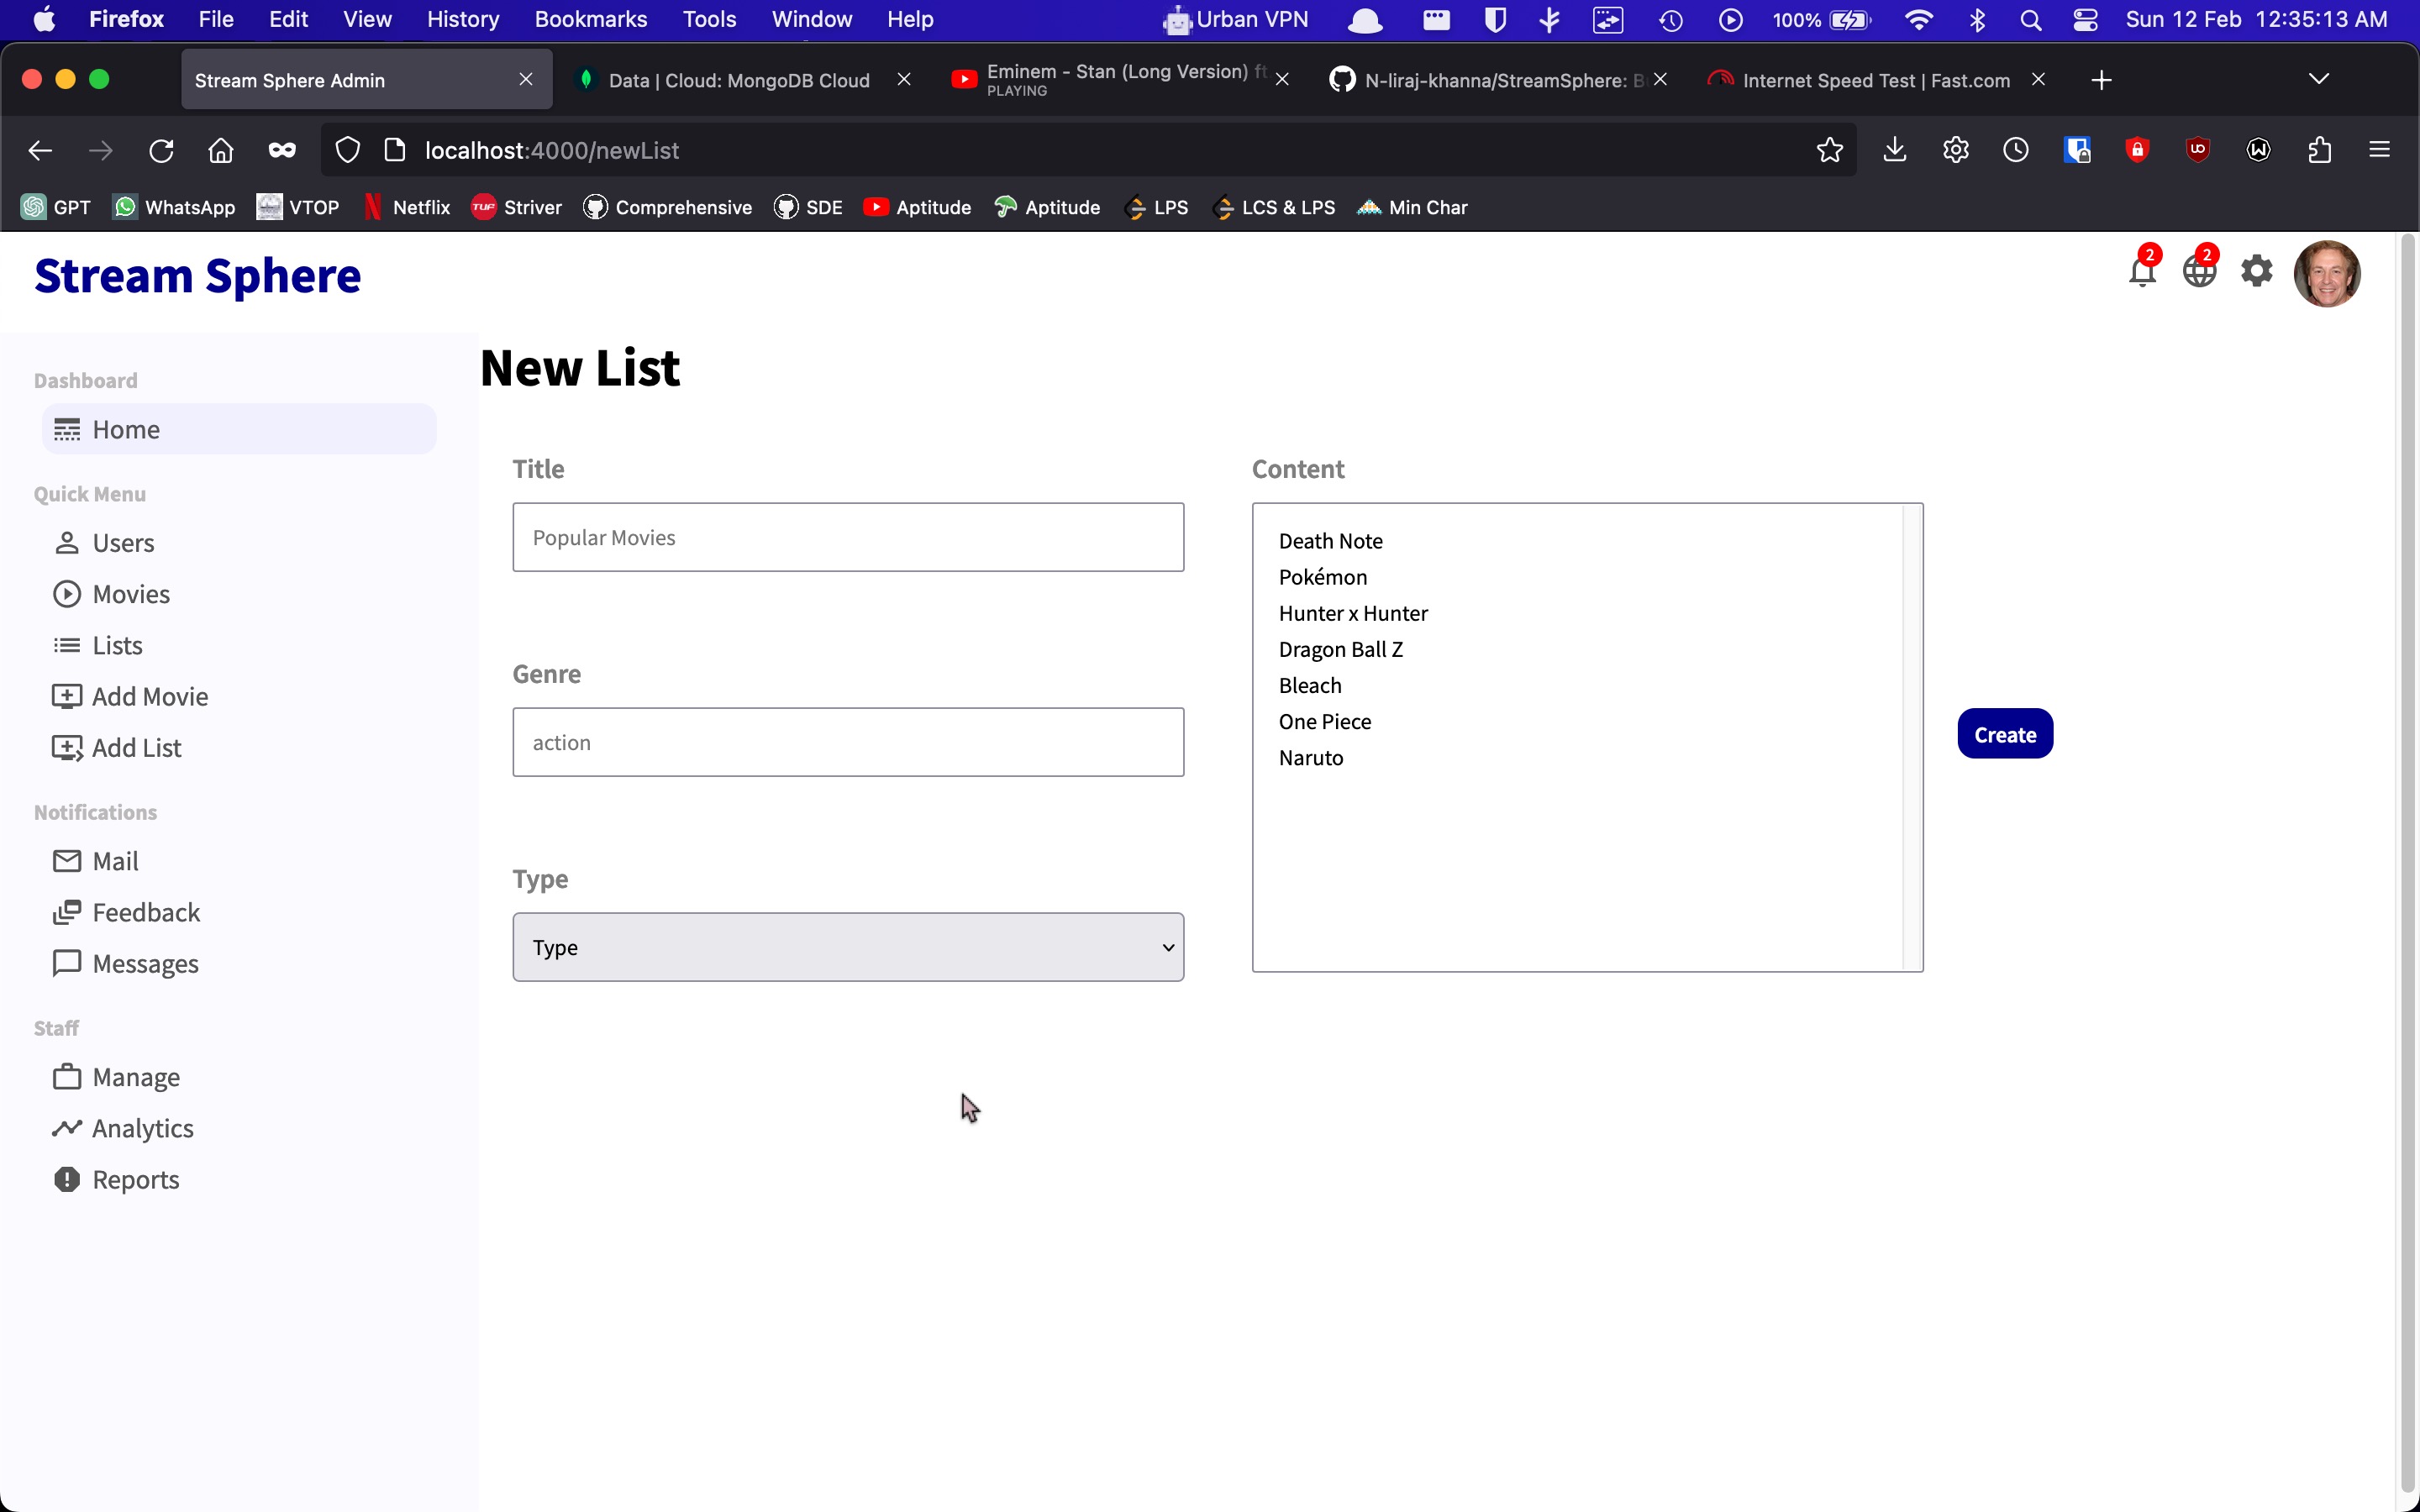 Firefox File Edit View History Bookmarks Tools Window Help Urban VPN 100% Sun 12 Feb 12:35:13 AM
Stream Sphere Admin Data | Cloud: MongoDB Cloud Eminem - Stan (Long Version) ft N-liraj-khanna/StreamSphere: B Internet Speed Test | Fast.com
PLAYING
localhost:4000/newList
GPT WhatsApp VTOP Netflix TUF Striver Comprehensive SDE Aptitude Aptitude LPS LCS & LPS Min Char
Stream Sphere
2 2
New List
Dashboard
Home
Quick Menu
Users
Movies
Lists
Add Movie
Add List
Notifications
Mail
Feedback
Messages
Staff
Manage
Analytics
Reports
Title
Popular Movies
Genre
action
Type
Type
Content
Death Note
Pokémon
Hunter x Hunter
Dragon Ball Z
Bleach
One Piece
Naruto
Create